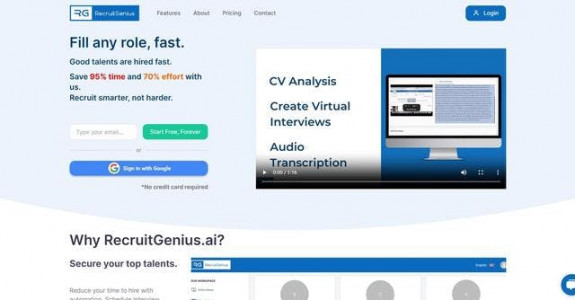 RG RecruitGenius
Features
About
Pricing
Contact
Login
Fill any role, fast.
Good talents are hired fast.
Save 95% time and 70% effort with
us.
Recruit smarter, not harder.
Type your email...
Start Free, Forever
or
Sign in with Google
*No credit card required
CV Analysis
Create Virtual
Interviews
Audio
Transcription
0:00 / 1:16
Why RecruitGenius.ai?
Secure your top talents.
Reduce your time to hire with
automation. Schedule interview
RG RecruitGenius